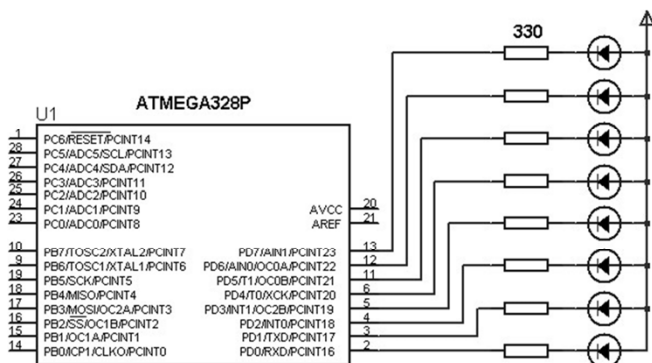 330
ATMEGA328P
U1
1 PC6/RESET/PCINT14
28 PC5/ADC5/SCL/PCINT13
27 PC4/ADC4/SDA/PCINT12
26 PC3/ADC3/PCINT11
25 PC2/ADC2/PCINT10
24 PC1/ADC1/PCINT9
23 PC0/ADC0/PCINT8
AVCC 20
AREF 21
10 PB7/TOSC2/XTAL2/PCINT7
9 PB6/TOSC1/XTAL1/PCINT6
19 PB5/SCK/PCINT5
18 PB4/MISO/PCINT4
17 PB3/MOSI/OC2A/PCINT3
16 PB2/SS/OC1B/PCINT2
15 PB1/OC1A/PCINT1
14 PB0/ICP1/CLKO/PCINT0
PD7/AIN1/PCINT23 13
PD6/AIN0/OC0A/PCINT22 12
PD5/T1/OC0B/PCINT21 11
PD4/T0/XCK/PCINT20 6
PD3/INT1/OC2B/PCINT19 5
PD2/INT0/PCINT18 4
PD1/TXD/PCINT17 3
PD0/RXD/PCINT16 2